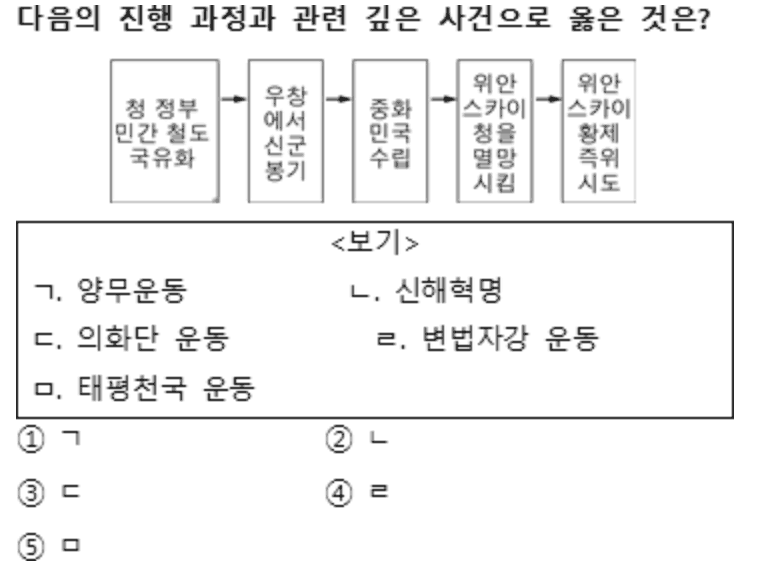 다음의 진행 과정과 관련 깊은 사건으로 옳은 것은?
청 정부
민간 철도
국유화
우창
에서
신군
봉기
중화
민국
수립
위안
스카이
청을
멸망
시킴
위안
스카이
황제
즉위
시도
<보기>
ㄱ. 양무운동 ㄴ. 신해혁명
ㄷ. 의화단 운동 ㄹ. 변법자강 운동
ㅁ. 태평천국 운동
① ㄱ ② ㄴ
③ ㄷ ④ ㄹ
⑤ ㅁ